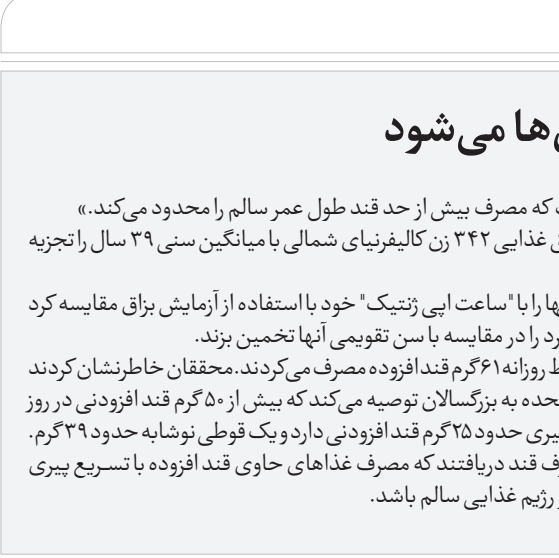 ها می‌شود
که مصرف بیش از حد قند طول عمر سالم را محدود می‌کند.»
غذایی ۳۴۲ زن کالیفرنیای شمالی با میانگین سنی ۳۹ سال را تجزیه
ها را با "ساعت اپی ژنتیک" خود با استفاده از آزمایش بزاق مقایسه کرد
رد را در مقایسه با سن تقویمی آنها تخمین بزند.
روزانه ۶۱ گرم قند افزوده مصرف می‌کردند. محققان خاطرنشان کردند
حده به بزرگسالان توصیه می‌کند که بیش از ۵۰ گرم قند افزودنی در روز
یری حدود ۲۵ گرم قند افزودنی دارد و یک قوطی نوشابه حدود ۳۹ گرم.
ف قند دریافتند که مصرف غذاهای حاوی قند افزوده با تسریع پیری
رژیم غذایی سالم باشد.